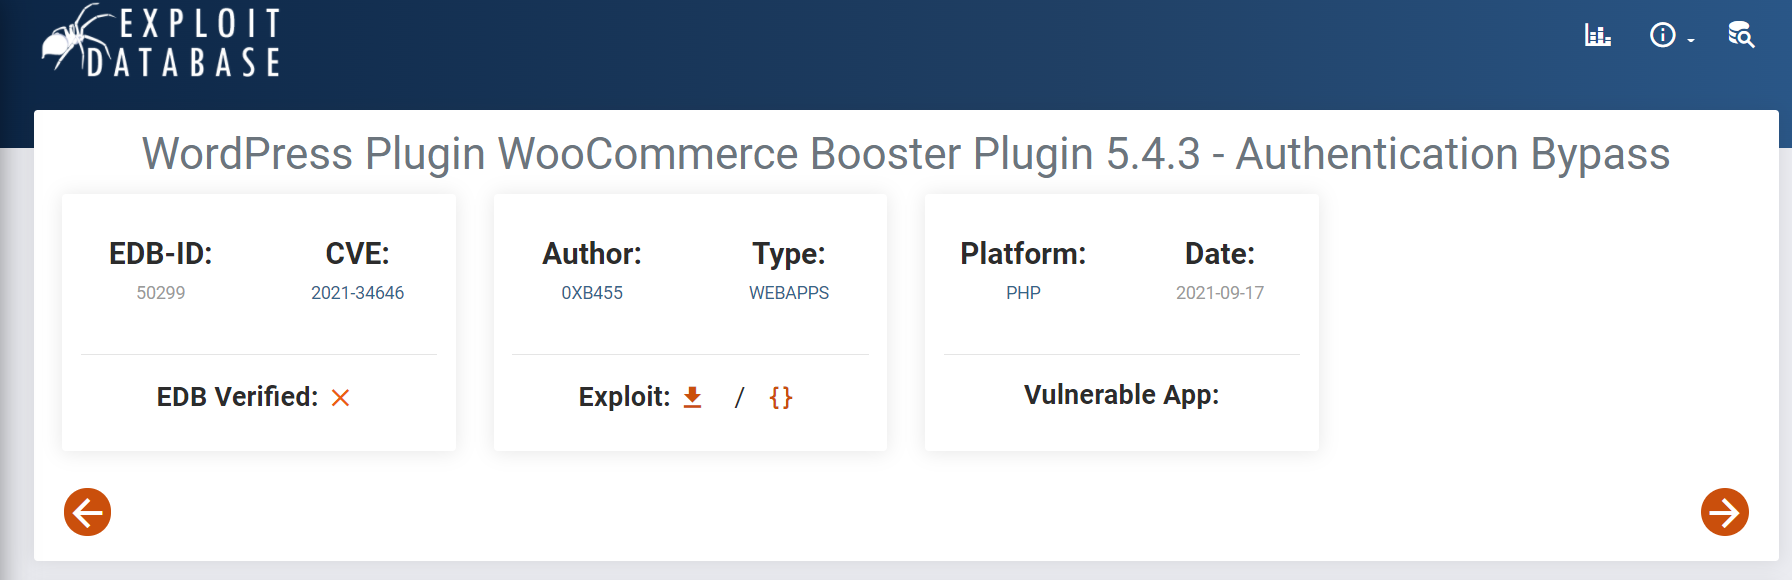 EXPLOIT
DATABASE
WordPress Plugin WooCommerce Booster Plugin 5.4.3 - Authentication Bypass
EDB-ID:
50299
CVE:
2021-34646
EDB Verified:
Author:
0XB455
Type:
WEBAPPS
Exploit: / {}
Platform:
PHP
Date:
2021-09-17
Vulnerable App: